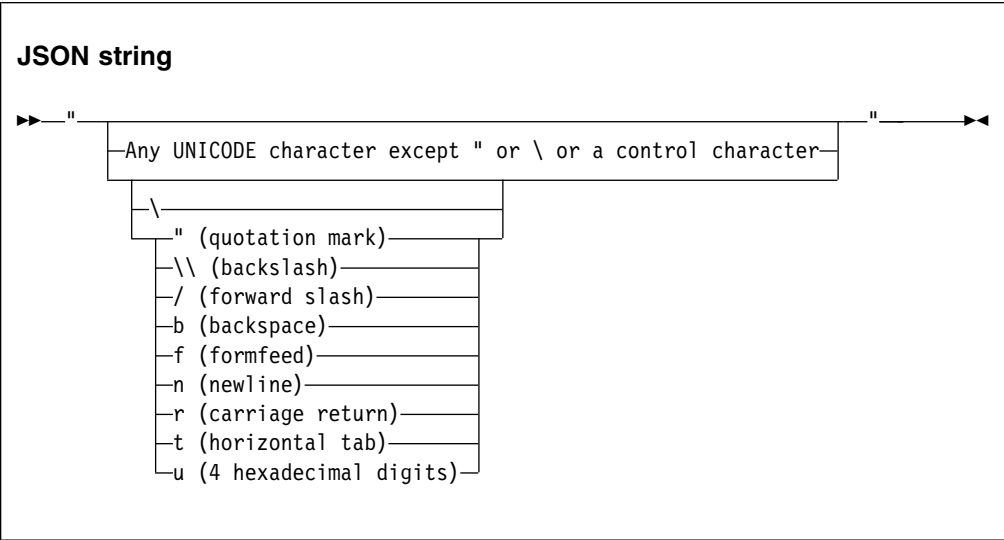 JSON string
" "
Any UNICODE character except " or \ or a control character
\
" (quotation mark)
\\ (backslash)
/ (forward slash)
b (backspace)
f (formfeed)
n (newline)
r (carriage return)
t (horizontal tab)
u (4 hexadecimal digits)